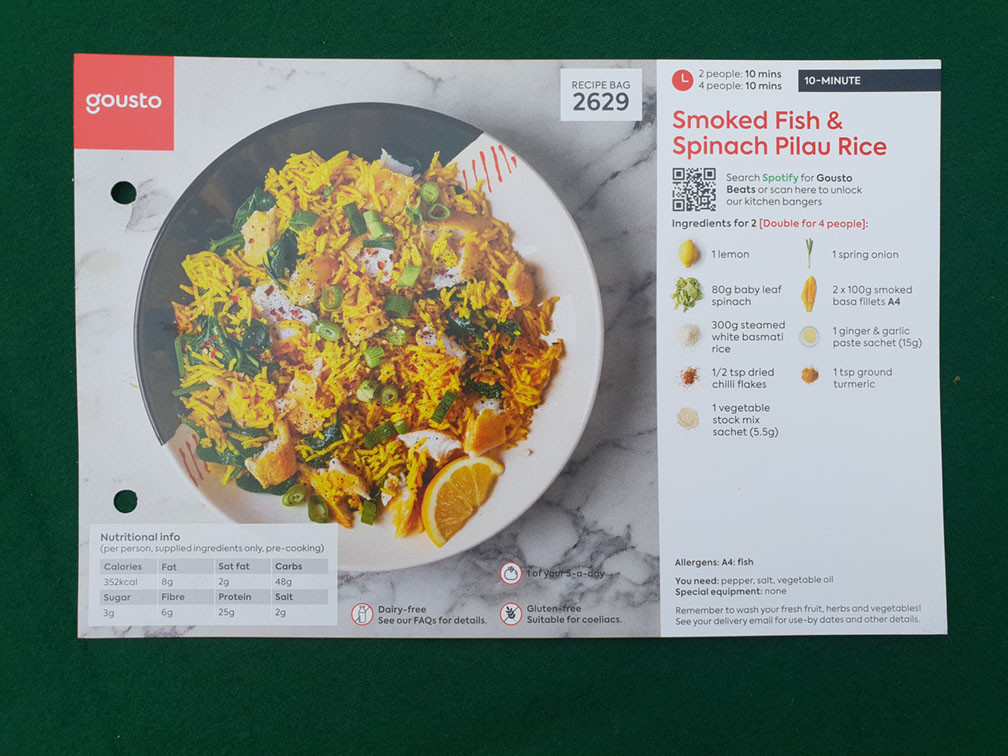 gousto
RECIPE BAG
2629
2 people: 10 mins
4 people: 10 mins
10-MINUTE
Smoked Fish &
Spinach Pilau Rice
Search Spotify for Gousto
Beats or scan here to unlock
our kitchen bangers
Ingredients for 2 [Double for 4 people]:
1 lemon
1 spring onion
80g baby leaf
spinach
2 x 100g smoked
basa fillets A4
300g steamed
white basmati
rice
1 ginger & garlic
paste sachet (15g)
1/2 tsp dried
chilli flakes
1 tsp ground
turmeric
1 vegetable
stock mix
sachet (5.5g)
Nutritional info
(per person, supplied ingredients only, pre-cooking)
Calories Fat Sat fat Carbs
352kcal 8g 2g 48g
Sugar Fibre Protein Salt
3g 6g 25g 2g
1 of your 5-a-day
Dairy-free
See our FAQs for details.
Gluten-free
Suitable for coeliacs.
Allergens: A4: fish
You need: pepper, salt, vegetable oil
Special equipment: none
Remember to wash your fresh fruit, herbs and vegetables!
See your delivery email for use-by dates and other details.